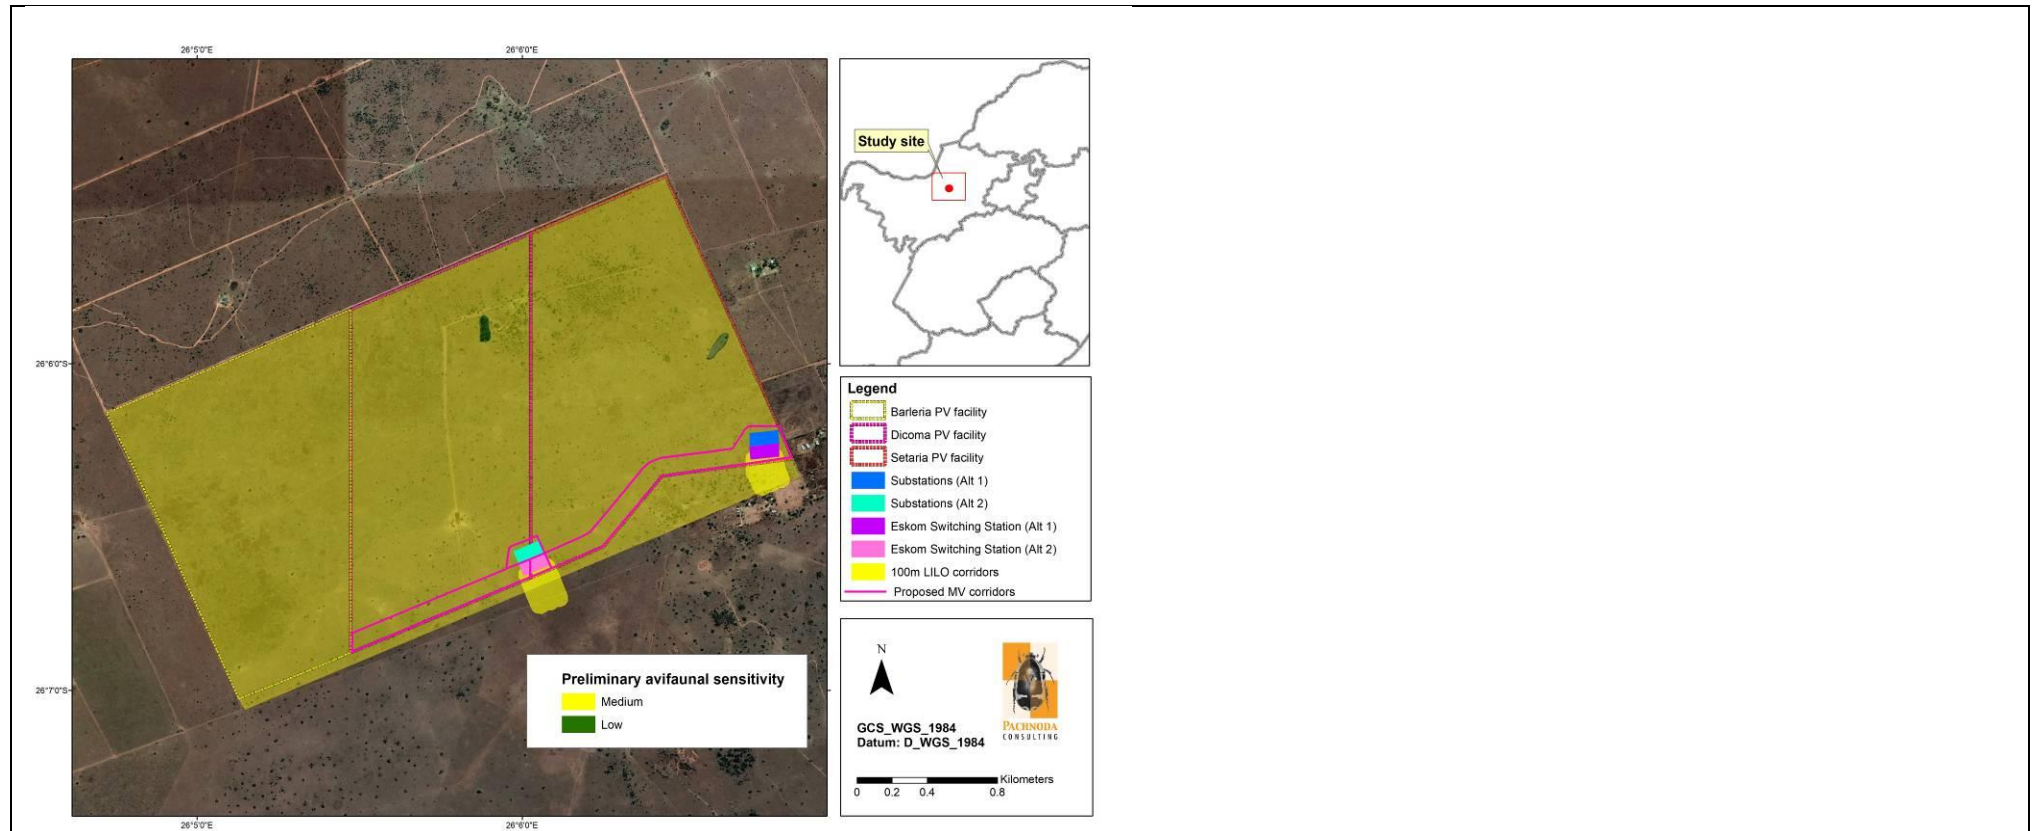 26°5'0"E
26°6'0"E
Study site
26°6'0"S
26°7'0"S
Legend
Barleria PV facility
Dicoma PV facility
Setaria PV facility
Substations (Alt 1)
Substations (Alt 2)
Eskom Switching Station (Alt 1)
Eskom Switching Station (Alt 2)
100m LILO corridors
Proposed MV corridors
Preliminary avifaunal sensitivity
Medium
Low
N
PACHNODA
CONSULTING
GCS_WGS_1984
Datum: D_WGS_1984
Kilometers
0 0.2 0.4 0.8
26°5'0"E
26°6'0"E